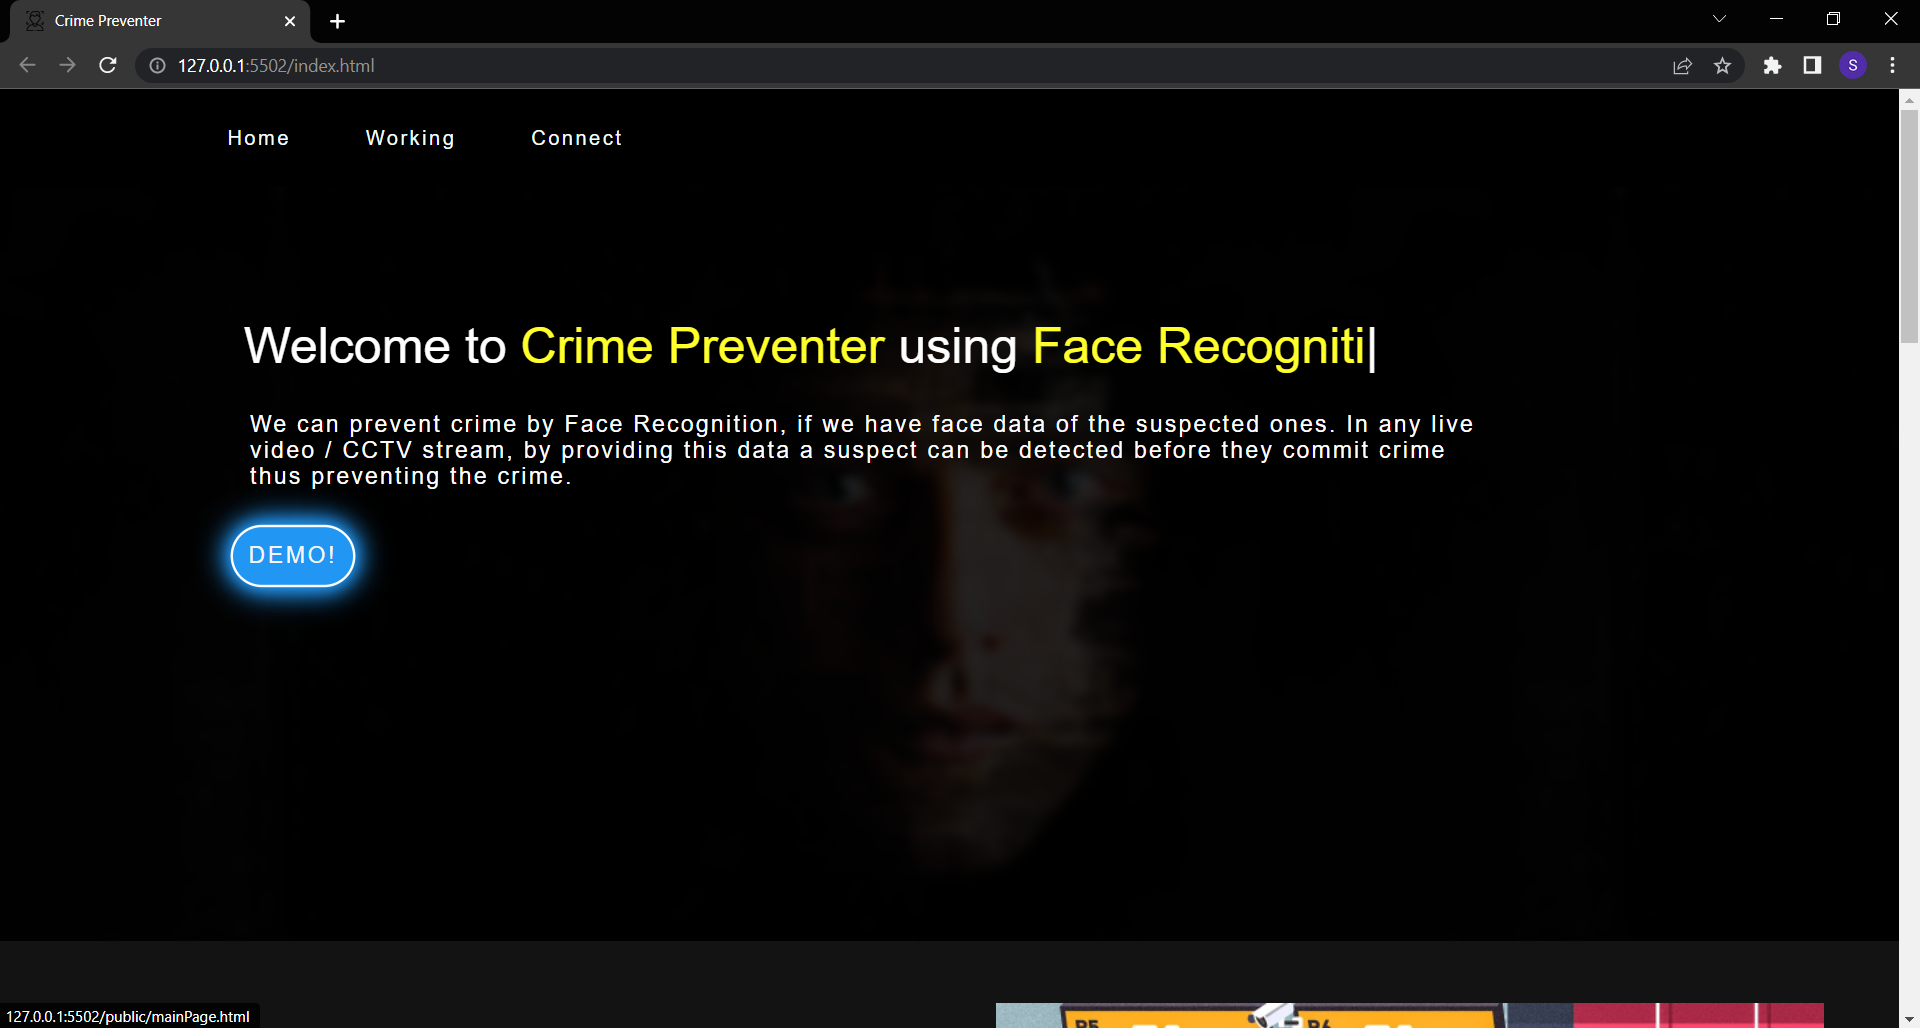 Crime Preventer
127.0.0.1:5502/index.html
S
Home Working Connect
Welcome to Crime Preventer using Face Recogniti|
We can prevent crime by Face Recognition, if we have face data of the suspected ones. In any live
video / CCTV stream, by providing this data a suspect can be detected before they commit crime
thus preventing the crime.
DEMO!
127.0.0.1:5502/public/mainPage.html